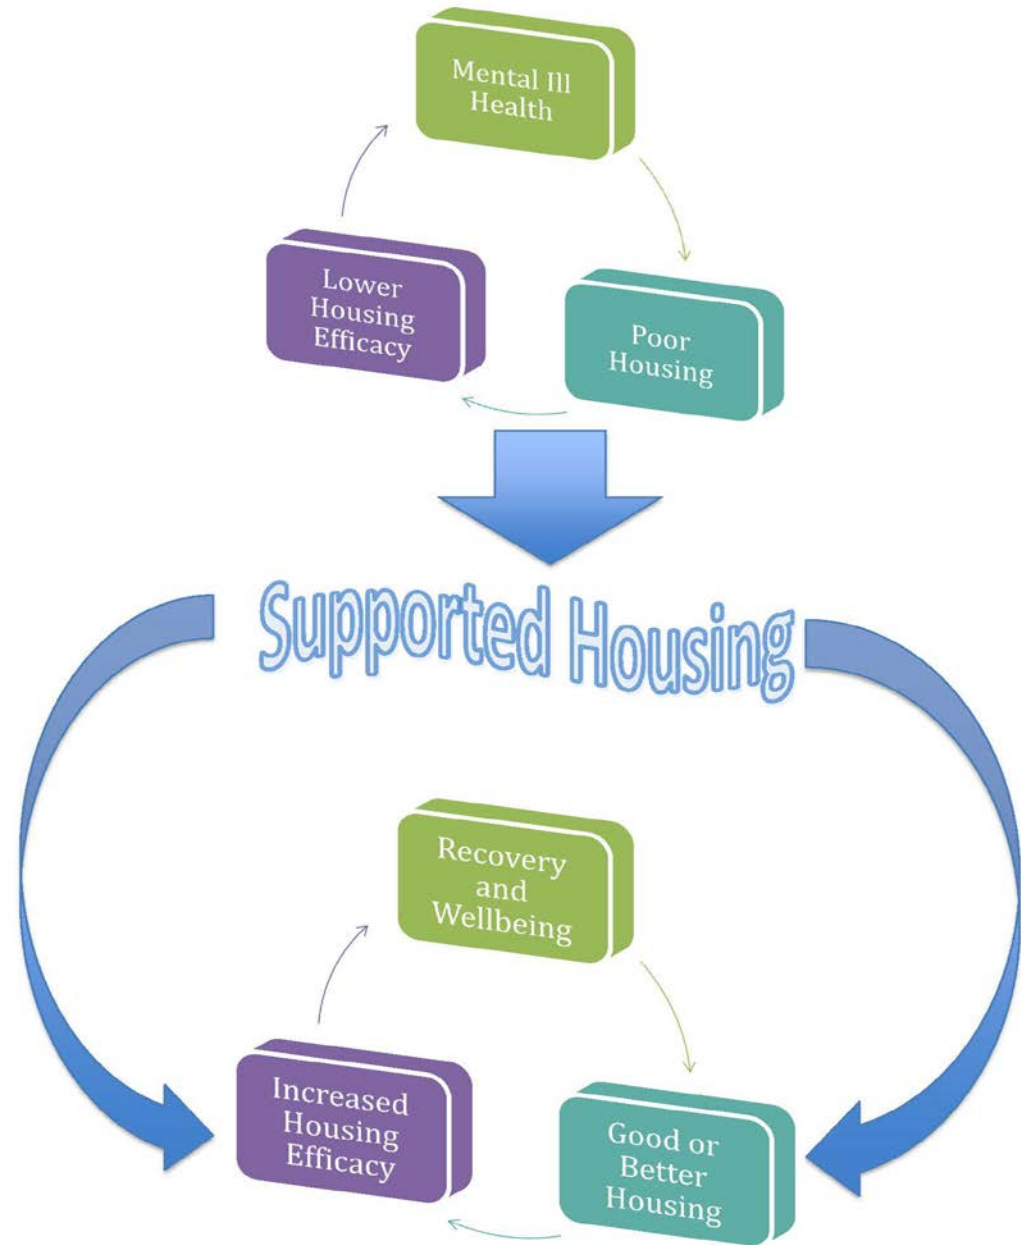 Mental Ill
Health
Lower
Housing
Efficacy
Poor
Housing
Supported Housing
Recovery
and
Wellbeing
Increased
Housing
Efficacy
Good or
Better
Housing